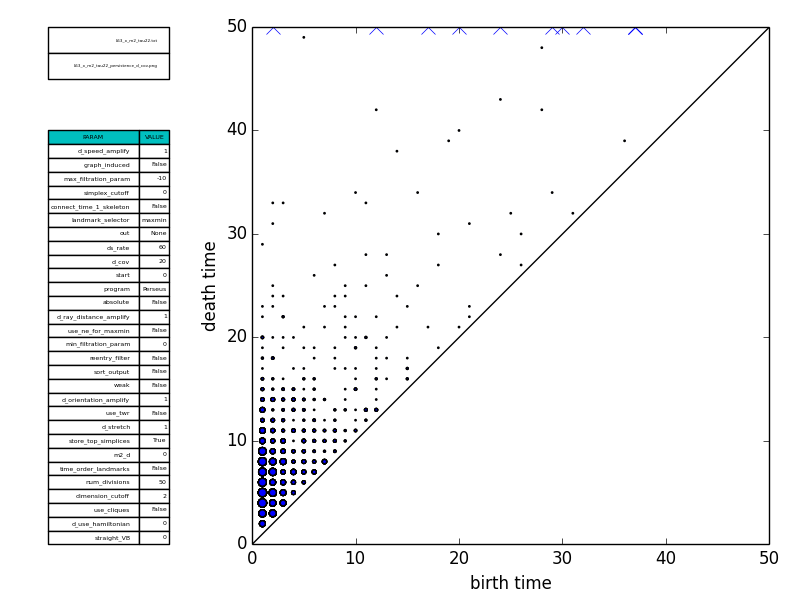 ISI3_x_m1_tau22.txt
ISI3_x_m1_tau22_persistence_d_cov.png
PARAM VALUE
d_speed_amplify 1
graph_induced False
max_filtration_param -10
simplex_cutoff 0
connect_time_1_skeleton False
landmark_selector maxmin
out None
ds_rate 60
d_cov 20
start 0
program Perseus
absolute False
d_ray_distance_amplify 1
use_ne_for_maxmin False
min_filtration_param 0
reentry_filter False
sort_output False
weak False
d_orientation_amplify 1
use_twr False
d_stretch 1
store_top_simplices True
m2_d 0
time_order_landmarks False
num_divisions 50
dimension_cutoff 2
use_cliques False
d_use_hamiltonian 0
straight_VB 0
death time
50
40
30
20
10
0
0 10 20 30 40 50
birth time